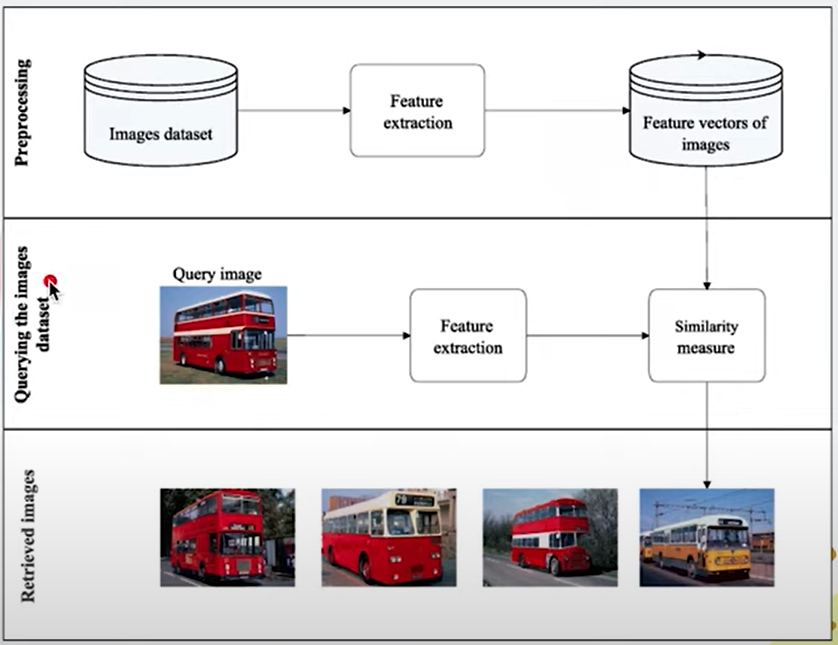 Preprocessing
Images dataset
Feature
extraction
Feature vectors of
images
Querying the images
dataset
Query image
Feature
extraction
Similarity
measure
Retrieved images
79